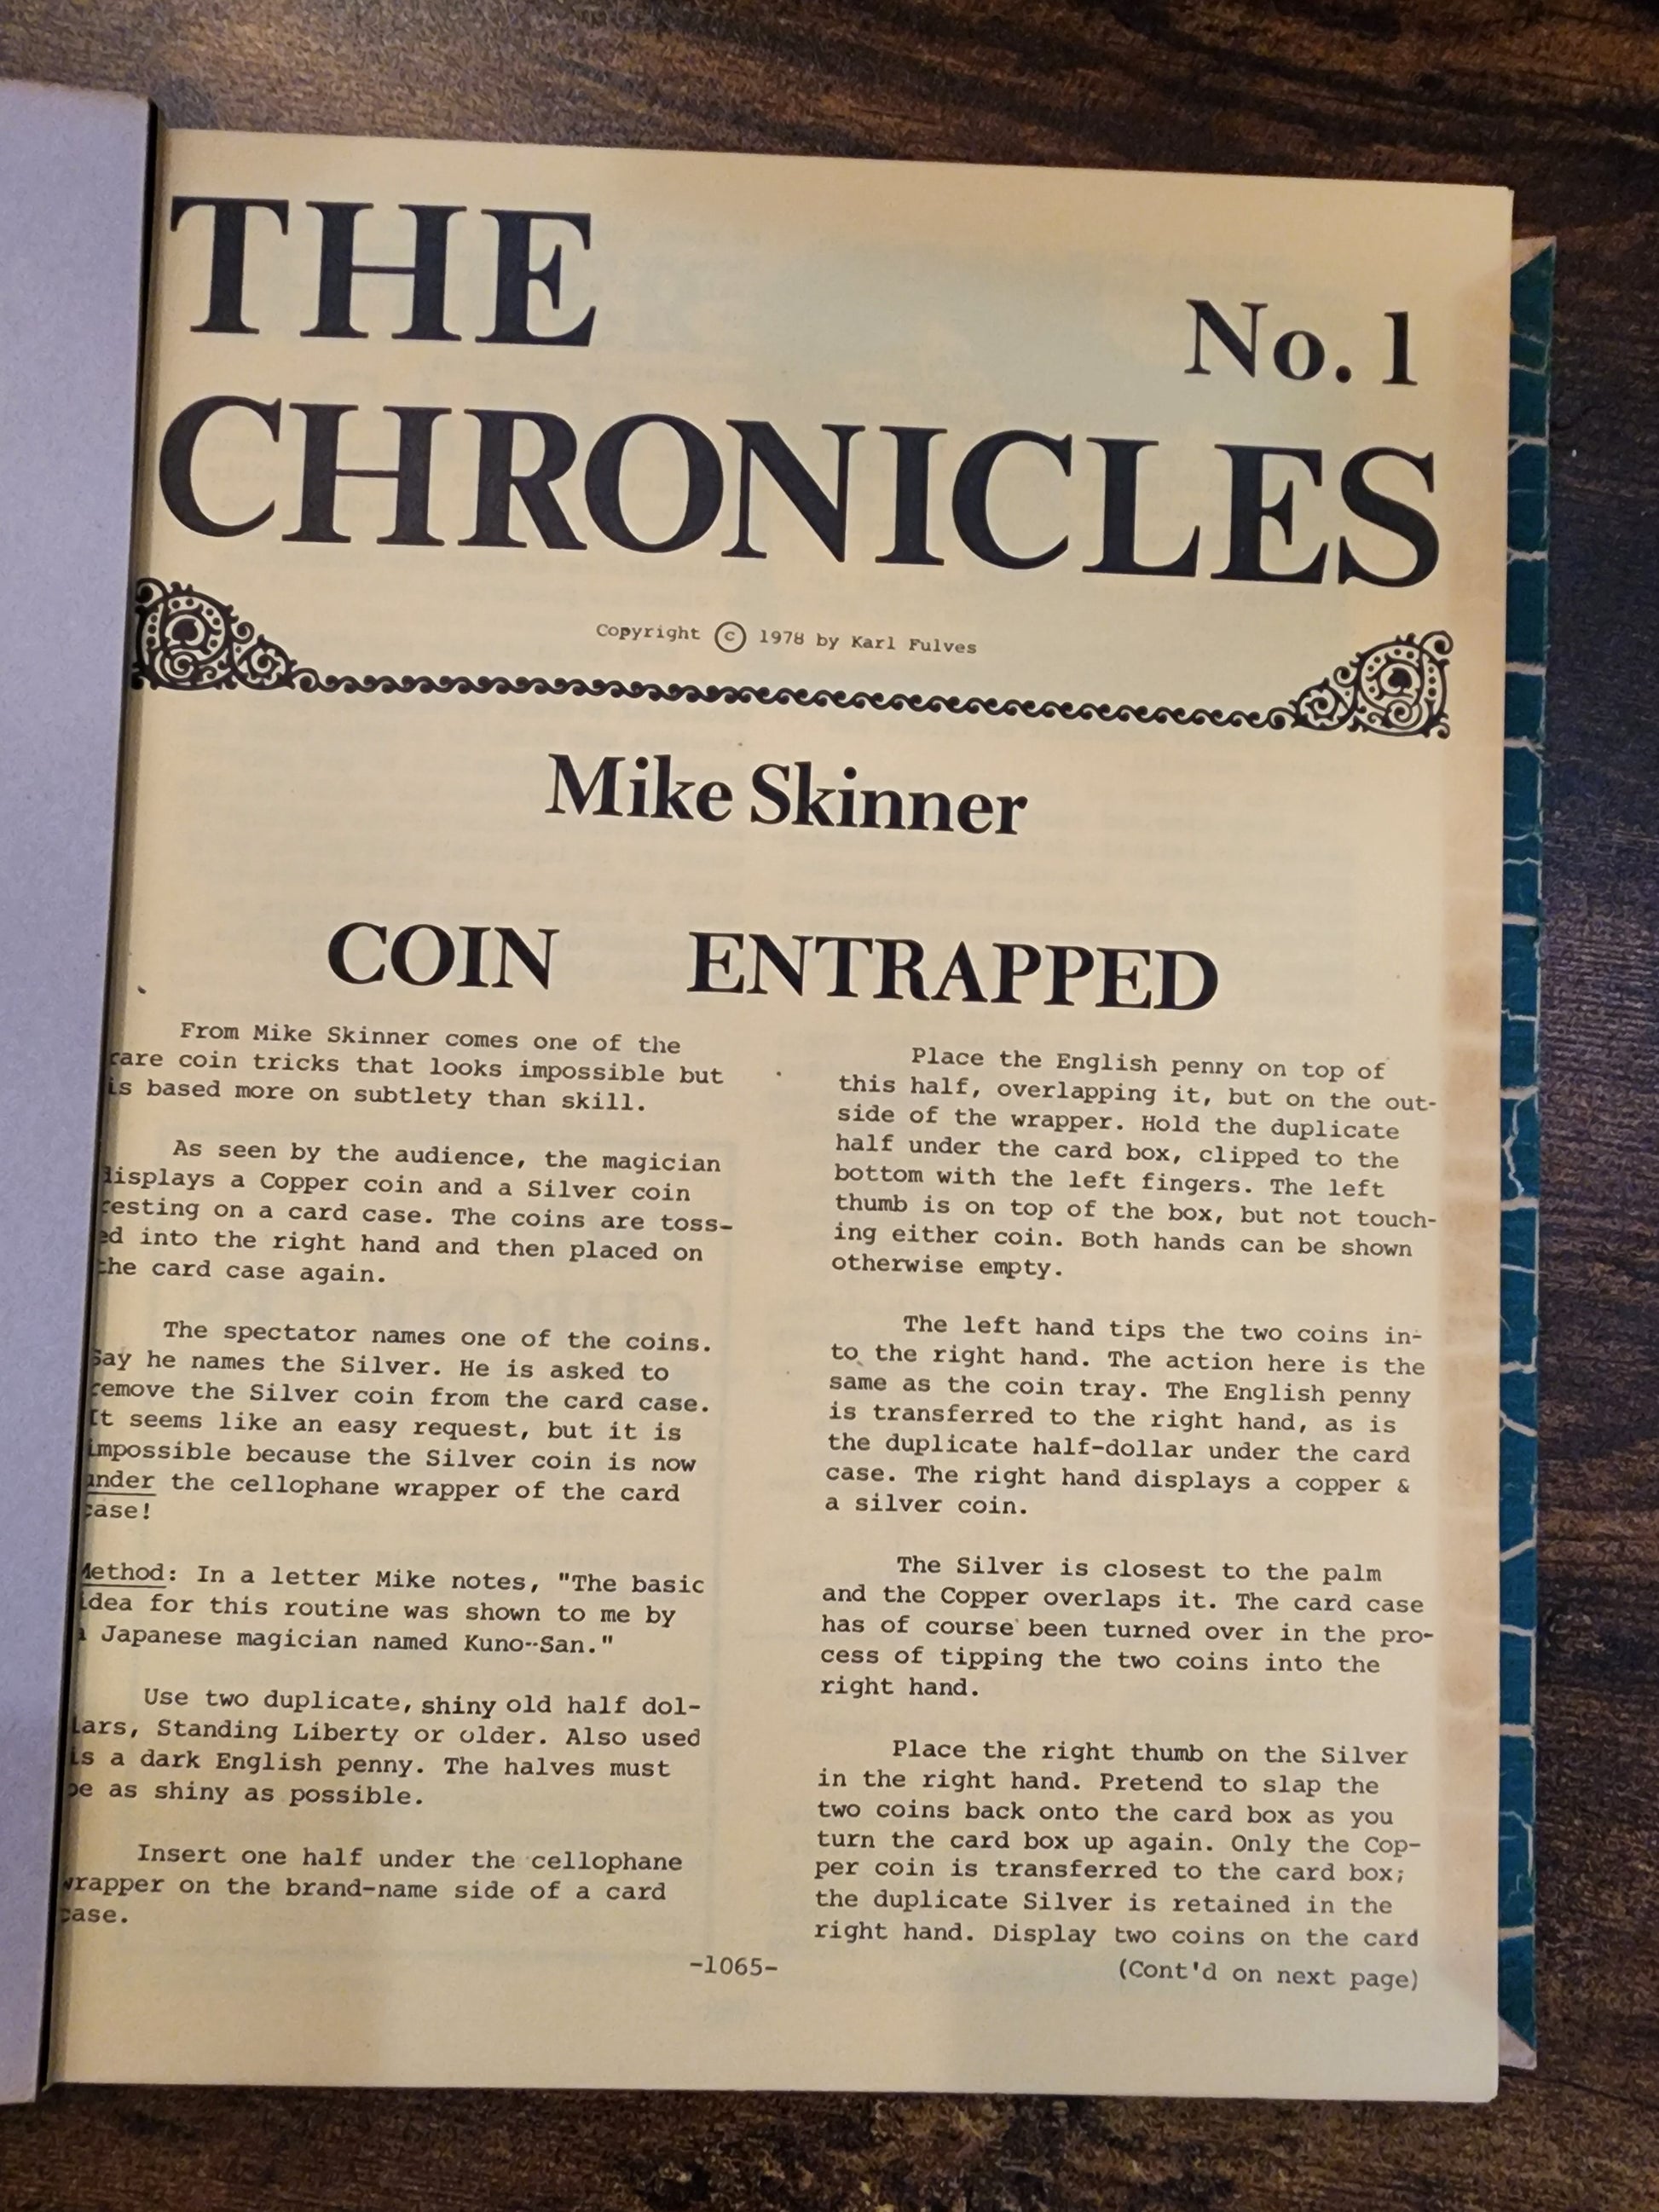 THE
No. 1
CHRONICLES
Copyright © 1978 by Karl Fulves
Mike Skinner
COIN ENTRAPPED
From Mike Skinner comes one of the
rare coin tricks that looks impossible but
is based more on subtlety than skill.
As seen by the audience, the magician
displays a Copper coin and a Silver coin
resting on a card case. The coins are toss-
ed into the right hand and then placed on
the card case again.
The spectator names one of the coins.
Say he names the Silver. He is asked to
remove the Silver coin from the card case.
It seems like an easy request, but it is
impossible because the Silver coin is now
under the cellophane wrapper of the card
case!
Method: In a letter Mike notes, "The basic
idea for this routine was shown to me by
a Japanese magician named Kuno-San."
Use two duplicate, shiny old half dol-
lars, Standing Liberty or older. Also used
is a dark English penny. The halves must
be as shiny as possible.
Insert one half under the cellophane
wrapper on the brand-name side of a card
case.
Place the English penny on top of
this half, overlapping it, but on the out-
side of the wrapper. Hold the duplicate
half under the card box, clipped to the
bottom with the left fingers. The left
thumb is on top of the box, but not touch-
ing either coin. Both hands can be shown
otherwise empty.
The left hand tips the two coins in-
to the right hand. The action here is the
same as the coin tray. The English penny
is transferred to the right hand, as is
the duplicate half-dollar under the card
case. The right hand displays a copper &
a silver coin.
The Silver is closest to the palm
and the Copper overlaps it. The card case
has of course been turned over in the pro-
cess of tipping the two coins into the
right hand.
Place the right thumb on the Silver
in the right hand. Pretend to slap the
two coins back onto the card box as you
turn the card box up again. Only the Cop-
per coin is transferred to the card box;
the duplicate Silver is retained in the
right hand. Display two coins on the card
-1065-
(Cont'd on next page)